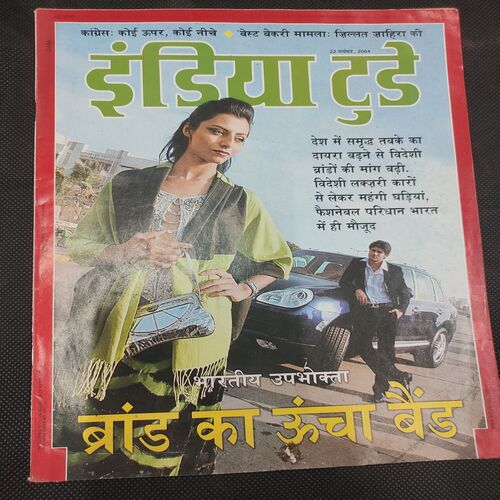 कांग्रेसः कोई ऊपर, कोई नीचे ◆ 'बेस्ट बेकरी मामलाः ज़िल्लत ज़ाहिरा की
22 नवंबर, 2004
इंडिया टुडे
देश में समृद्ध तबके का
दायरा बढ़ने से विदेशी
ब्रांडों की मांग बढ़ी.
विदेशी लक्ज़री कारों
से लेकर महंगी घड़ियां,
फैशनेबल परिधान भारत
में ही मौजूद
भारतीय उपभोक्ता
ब्रांड का ऊंचा बैंड